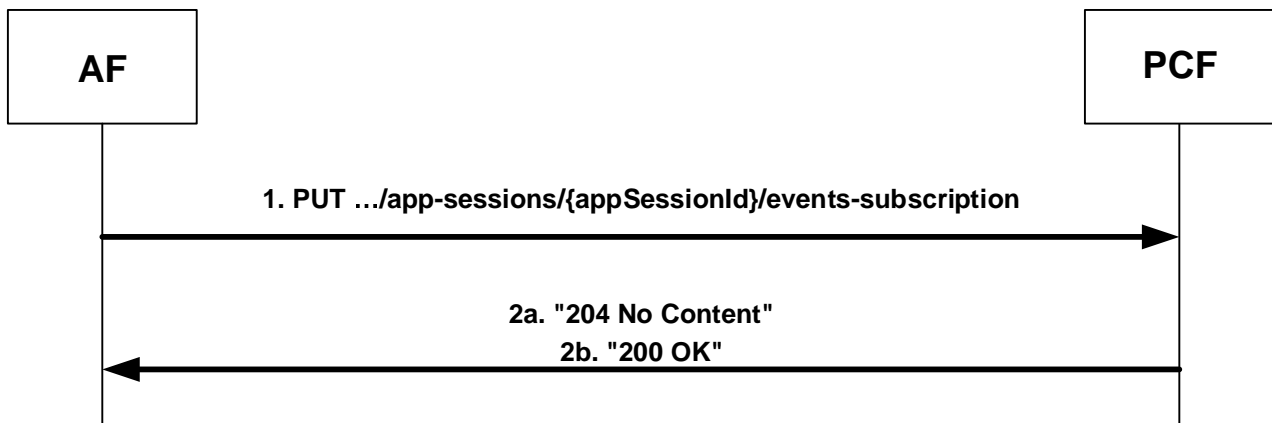 AF
PCF
1. PUT …/app-sessions/{appSessionId}/events-subscription
2a. "204 No Content"
2b. "200 OK"